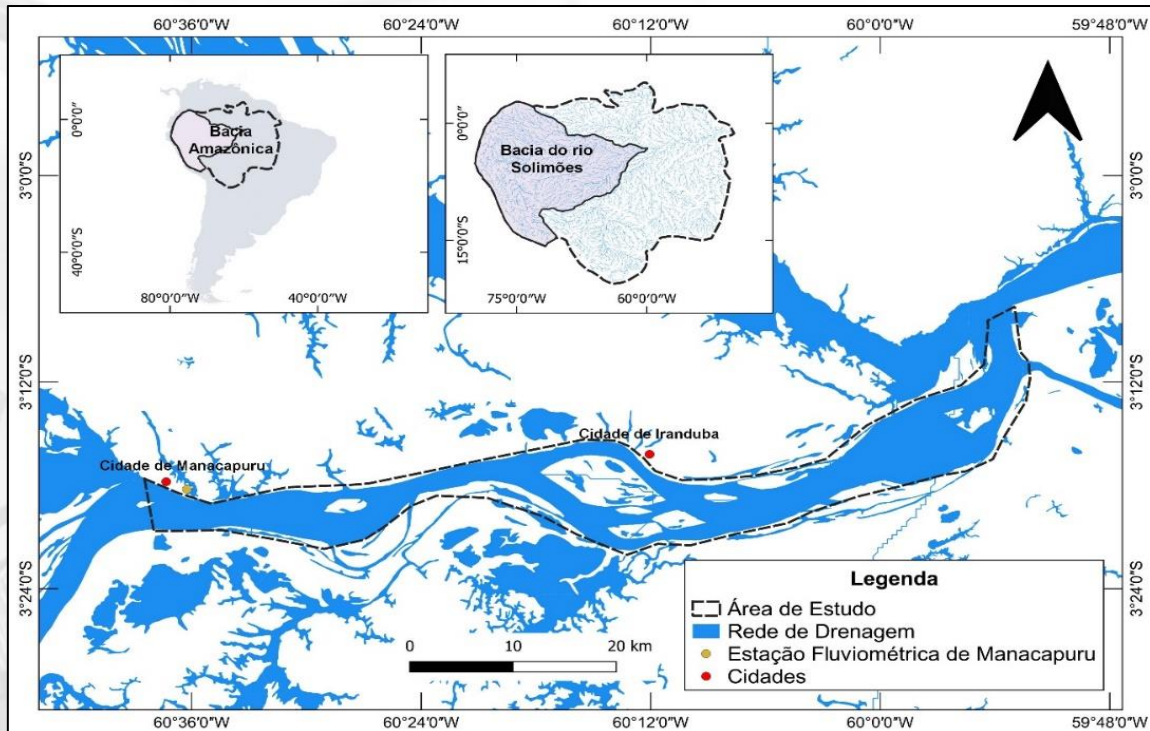 60°36'0"W 60°24'0"W 60°12'0"W 60°00'0"W 59°48'0"W
0°0'0"
Bacia
Amazônica
40°0'0"S
80°0'0"W 40°0'0"W
0°0'0"
Bacia do rio
Solimões
15°0'0"S
75°0'0"W 60°0'0"W
3°0'0"S 3°0'0"S
3°12'0"S 3°12'0"S
Cidade de Iranduba
Cidade de Manacapuru
3°24'0"S 3°24'0"S
Legenda
Área de Estudo
Rede de Drenagem
Estação Fluviométrica de Manacapuru
Cidades
0 10 20 km
60°36'0"W 60°24'0"W 60°12'0"W 60°00'0"W 59°48'0"W